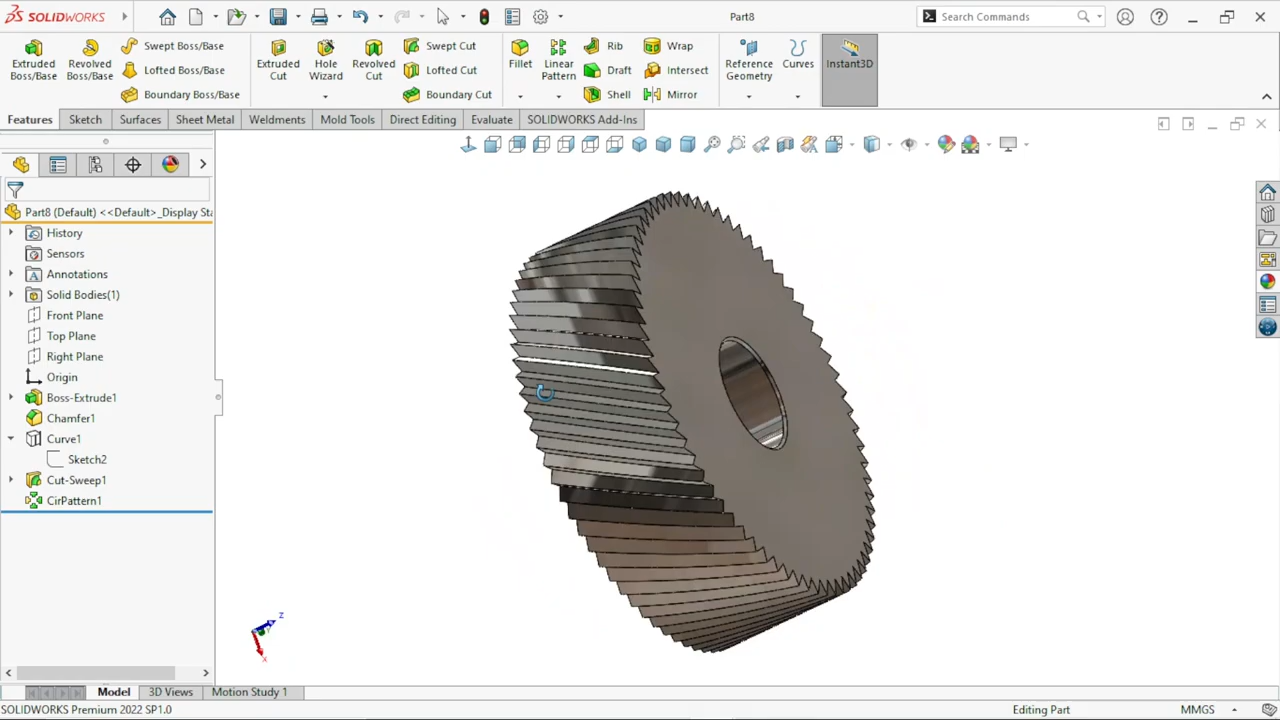 SOLIDWORKS
Part8
Search Commands
Extruded Boss/Base
Revolved Boss/Base
Swept Boss/Base
Lofted Boss/Base
Boundary Boss/Base
Extruded Cut
Hole Wizard
Revolved Cut
Swept Cut
Lofted Cut
Boundary Cut
Fillet
Linear Pattern
Rib
Draft
Shell
Wrap
Intersect
Mirror
Reference Geometry
Curves
Instant3D
Features
Sketch
Surfaces
Sheet Metal
Weldments
Mold Tools
Direct Editing
Evaluate
SOLIDWORKS Add-Ins
Part8 (Default) <<Default>_Display Sta
History
Sensors
Annotations
Solid Bodies(1)
Front Plane
Top Plane
Right Plane
Origin
Boss-Extrude1
Chamfer1
Curve1
Sketch2
Cut-Sweep1
CirPattern1
Z
Y
X
Model
3D Views
Motion Study 1
SOLIDWORKS Premium 2022 SP1.0
Editing Part
MMGS